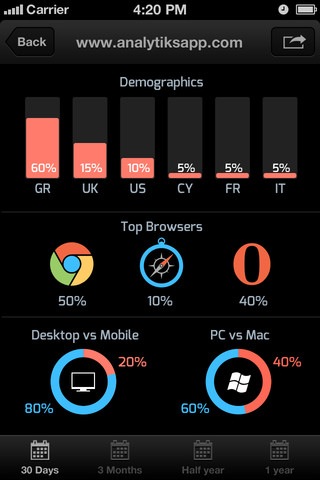 Carrier 4:20 PM
Back www.analytiksapp.com
Demographics
60% 15% 10% 5% 5% 5%
GR UK US CY FR IT
Top Browsers
50% 10% 40%
Desktop vs Mobile PC vs Mac
20% 40%
80% 60%
30 Days 3 Months Half year 1 year